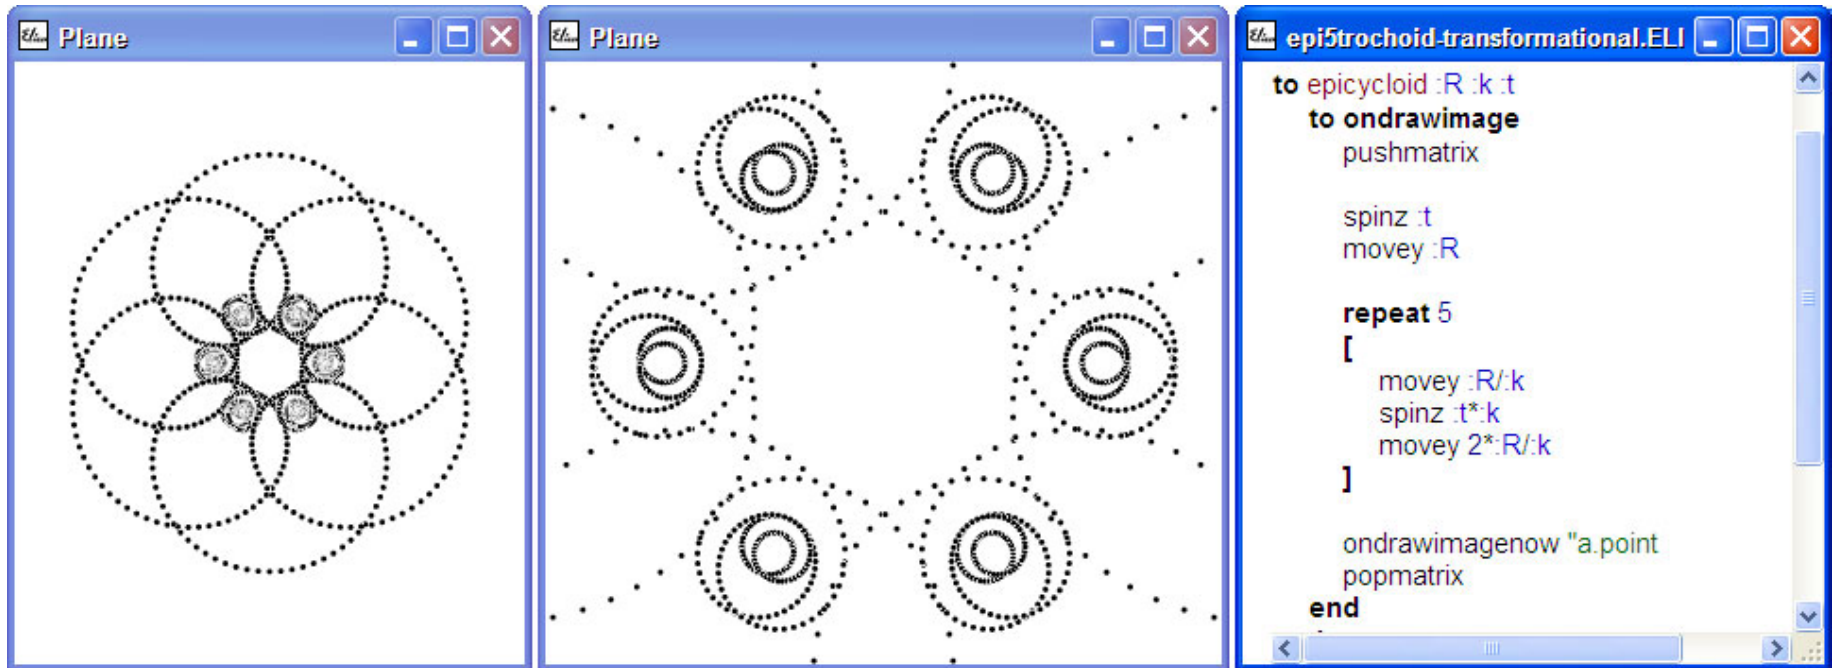 Plane
Plane
epi5trochoid-transformational.ELI
to epicycloid :R :k :t
to ondrawimage
pushmatrix
spinz :t
movey :R
repeat 5
[
movey :R/:k
spinz :t*:k
movey 2*:R/:k
]
ondrawimagenow "a.point
popmatrix
end